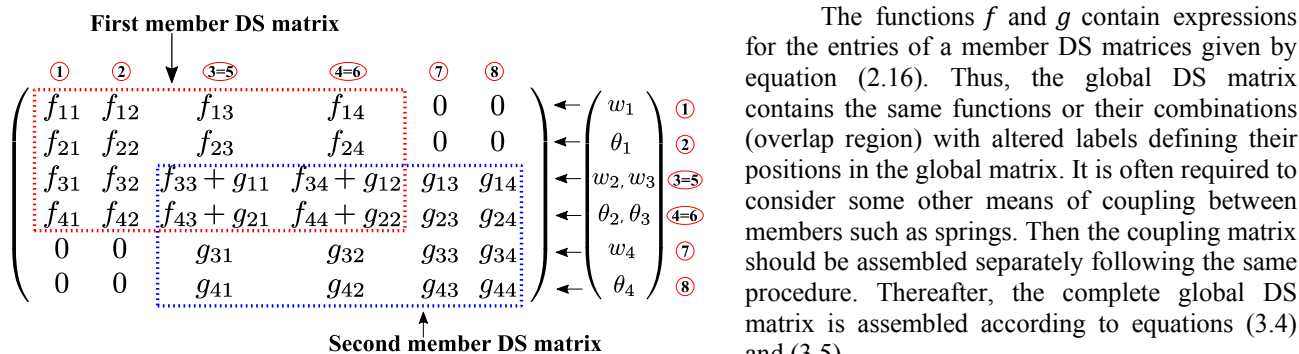 First member DS matrix
1 2 3=5 4=6 7 8
f11 f12 f13 f14 0 0 w1 1
f21 f22 f23 f24 0 0 θ1 2
f31 f32 f33 + g11 f34 + g12 g13 g14 w2, w3 3=5
f41 f42 f43 + g21 f44 + g22 g23 g24 θ2, θ3 4=6
0 0 g31 g32 g33 g34 w4 7
0 0 g41 g42 g43 g44 θ4 8
Second member DS matrix
The functions f and g contain expressions
for the entries of a member DS matrices given by
equation (2.16). Thus, the global DS matrix
contains the same functions or their combinations
(overlap region) with altered labels defining their
positions in the global matrix. It is often required to
consider some other means of coupling between
members such as springs. Then the coupling matrix
should be assembled separately following the same
procedure. Thereafter, the complete global DS
matrix is assembled according to equations (3.4)
and (3.5)